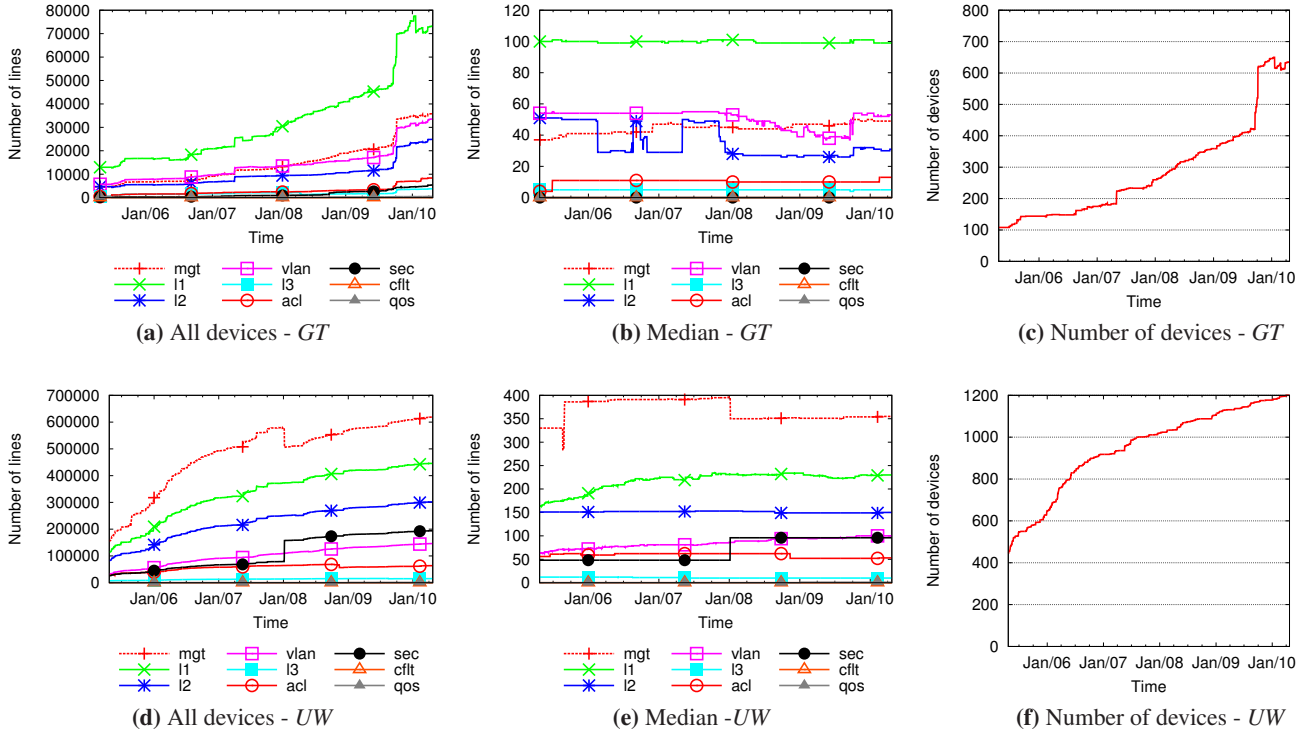 80000
70000
60000
50000
40000
30000
20000
10000
0
Number of lines
Jan/06 Jan/07 Jan/08 Jan/09 Jan/10
Time
mgt vlan sec
l1 l3 cflt
l2 acl qos
(a) All devices - GT
120
100
80
60
40
20
0
Number of lines
Jan/06 Jan/07 Jan/08 Jan/09 Jan/10
Time
mgt vlan sec
l1 l3 cflt
l2 acl qos
(b) Median - GT
800
700
600
500
400
300
200
100
0
Number of devices
Jan/06 Jan/07 Jan/08 Jan/09 Jan/10
Time
(c) Number of devices - GT
700000
600000
500000
400000
300000
200000
100000
0
Number of lines
Jan/06 Jan/07 Jan/08 Jan/09 Jan/10
Time
mgt vlan sec
l1 l3 cflt
l2 acl qos
(d) All devices - UW
400
350
300
250
200
150
100
50
0
Number of lines
Jan/06 Jan/07 Jan/08 Jan/09 Jan/10
Time
mgt vlan sec
l1 l3 cflt
l2 acl qos
(e) Median -UW
1200
1000
800
600
400
200
0
Number of devices
Jan/06 Jan/07 Jan/08 Jan/09 Jan/10
Time
(f) Number of devices - UW